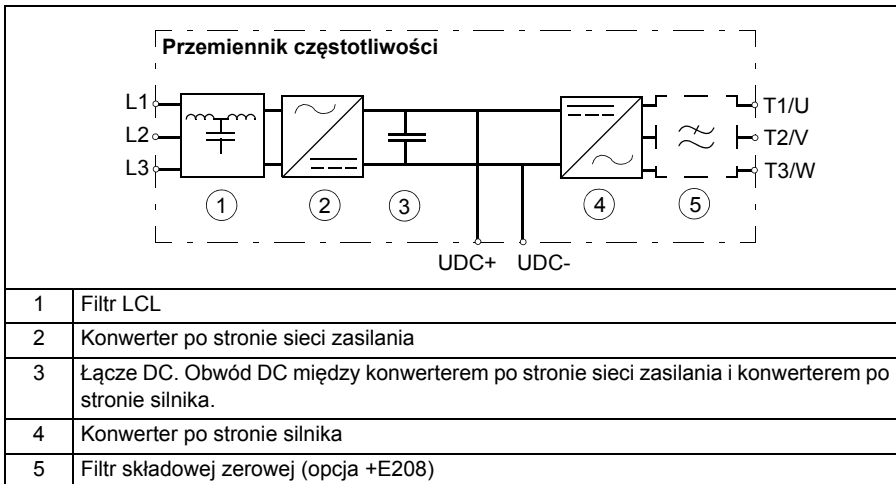 Przemiennik częstotliwości
L1
L2
L3
T1/U
T2/V
T3/W
1
2
3
4
5
UDC+ UDC-
1 Filtr LCL
2 Konwerter po stronie sieci zasilania
3 Łącze DC. Obwód DC między konwerterem po stronie sieci zasilania i konwerterem po
stronie silnika.
4 Konwerter po stronie silnika
5 Filtr składowej zerowej (opcja +E208)